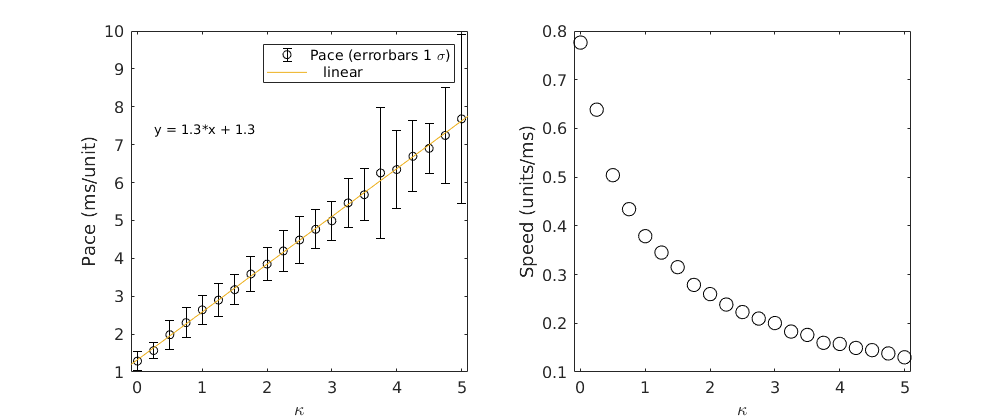 Pace (ms/unit)
10
9
8
7
6
5
4
3
2
1
Pace (errorbars 1 σ)
linear
y = 1.3*x + 1.3
0 1 2 3 4 5
κ
Speed (units/ms)
0.8
0.7
0.6
0.5
0.4
0.3
0.2
0.1
0 1 2 3 4 5
κ